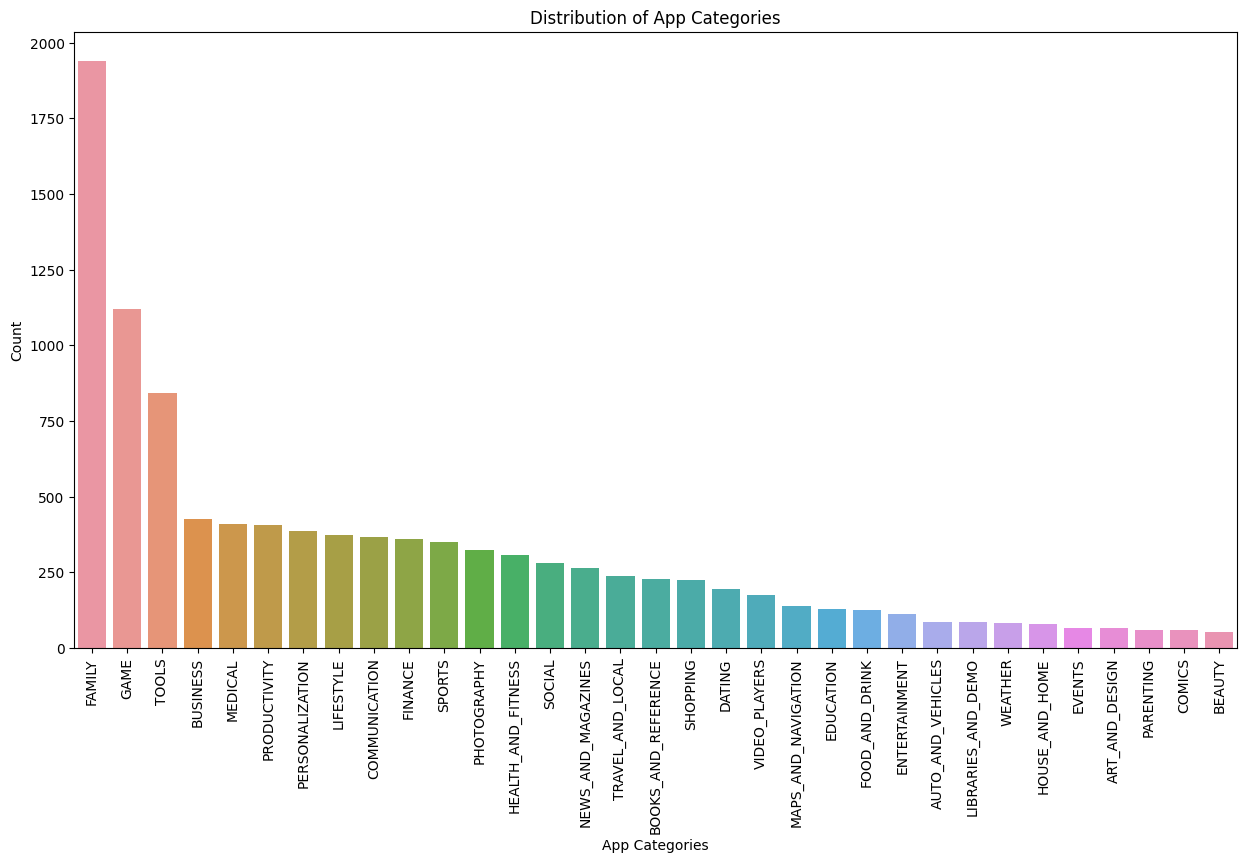 Distribution of App Categories
2000
1750
1500
1250
1000
750
500
250
0
Count
FAMILY
GAME
TOOLS
BUSINESS
MEDICAL
PRODUCTIVITY
PERSONALIZATION
LIFESTYLE
COMMUNICATION
FINANCE
SPORTS
PHOTOGRAPHY
HEALTH_AND_FITNESS
SOCIAL
NEWS_AND_MAGAZINES
TRAVEL_AND_LOCAL
BOOKS_AND_REFERENCE
SHOPPING
DATING
VIDEO_PLAYERS
MAPS_AND_NAVIGATION
EDUCATION
FOOD_AND_DRINK
ENTERTAINMENT
AUTO_AND_VEHICLES
LIBRARIES_AND_DEMO
WEATHER
HOUSE_AND_HOME
EVENTS
ART_AND_DESIGN
PARENTING
COMICS
BEAUTY
App Categories